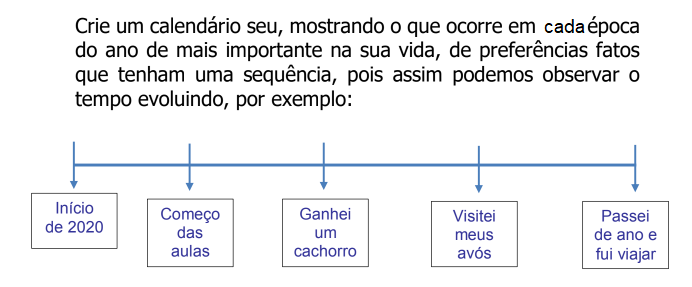 Crie um calendário seu, mostrando o que ocorre em cada época
do ano de mais importante na sua vida, de preferências fatos
que tenham uma sequência, pois assim podemos observar o
tempo evoluindo, por exemplo:
Início
de 2020
Começo
das
aulas
Ganhei
um
cachorro
Visitei
meus
avós
Passei
de ano e
fui viajar